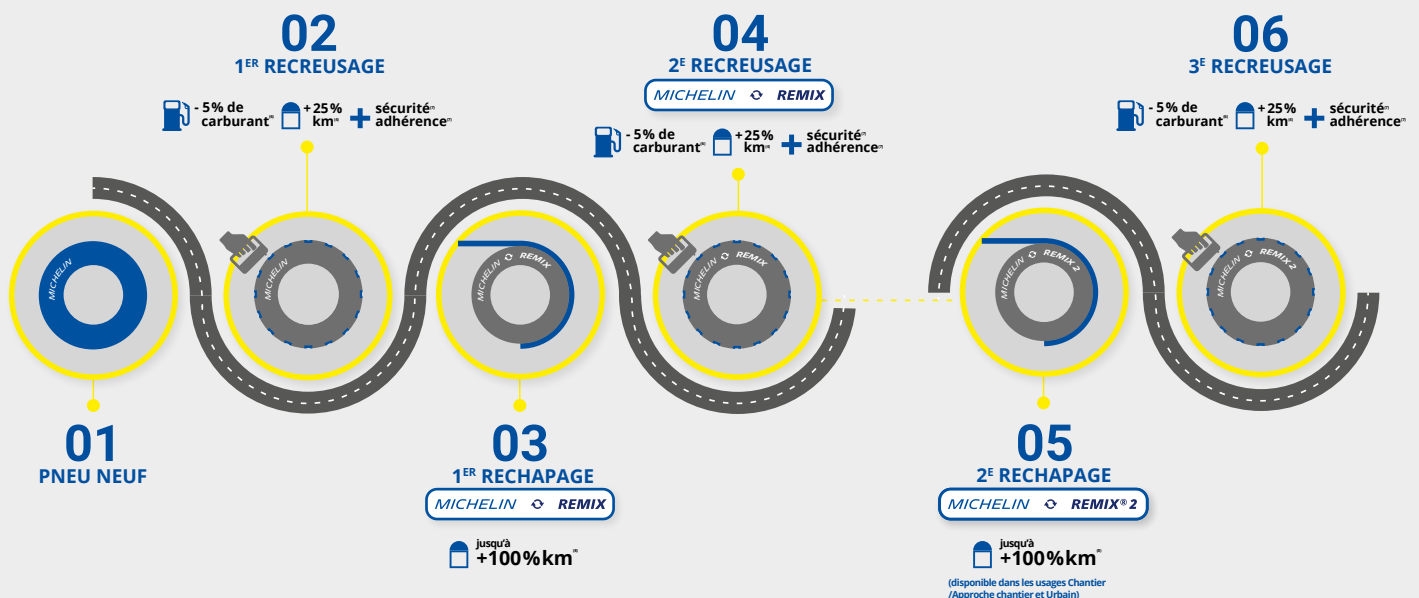 01
PNEU NEUF
MICHELIN
02
1ER RECREUSAGE
- 5% de
carburant
+25%
km
sécurité
adhérence
MICHELIN
03
1ER RECHAPAGE
MICHELIN REMIX
jusqu'à
+100%km
MICHELIN REMIX
04
2E RECREUSAGE
MICHELIN REMIX
- 5% de
carburant
+25%
km
sécurité
adhérence
MICHELIN REMIX
05
2E RECHAPAGE
MICHELIN REMIX® 2
jusqu'à
+100%km
(disponible dans les usages Chantier
/Approche chantier et Urbain)
MICHELIN REMIX 2
06
3E RECREUSAGE
- 5% de
carburant
+25%
km
sécurité
adhérence
MICHELIN REMIX 2